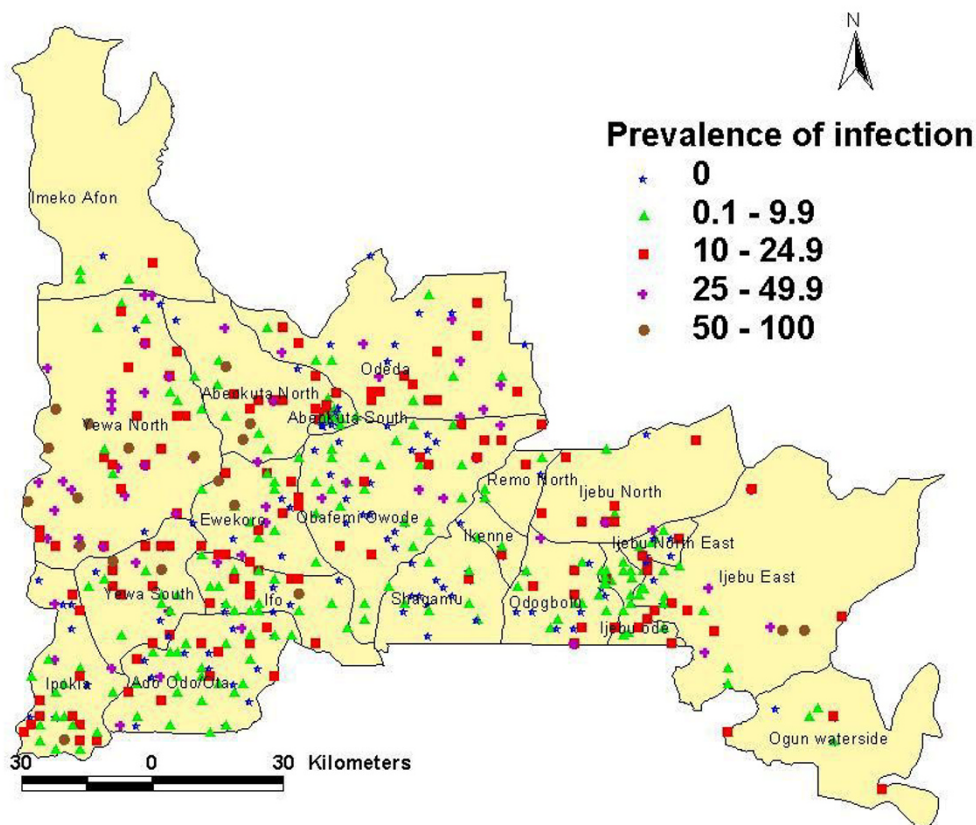 N
Prevalence of infection
0
0.1 - 9.9
10 - 24.9
25 - 49.9
50 - 100
Imeko Afon
Odeda
Abeokuta North
Abeokuta South
Yewa North
Remo North
Ijebu North
Ewekoro
Obafemi Owode
Ikenne
Ijebu North East
Ijebu East
Yewa South
Ifo
Shagamu
Odogbolu
Ijebu ode
Ipokia
Ado Odo/Ota
Ogun waterside
30 0 30 Kilometers